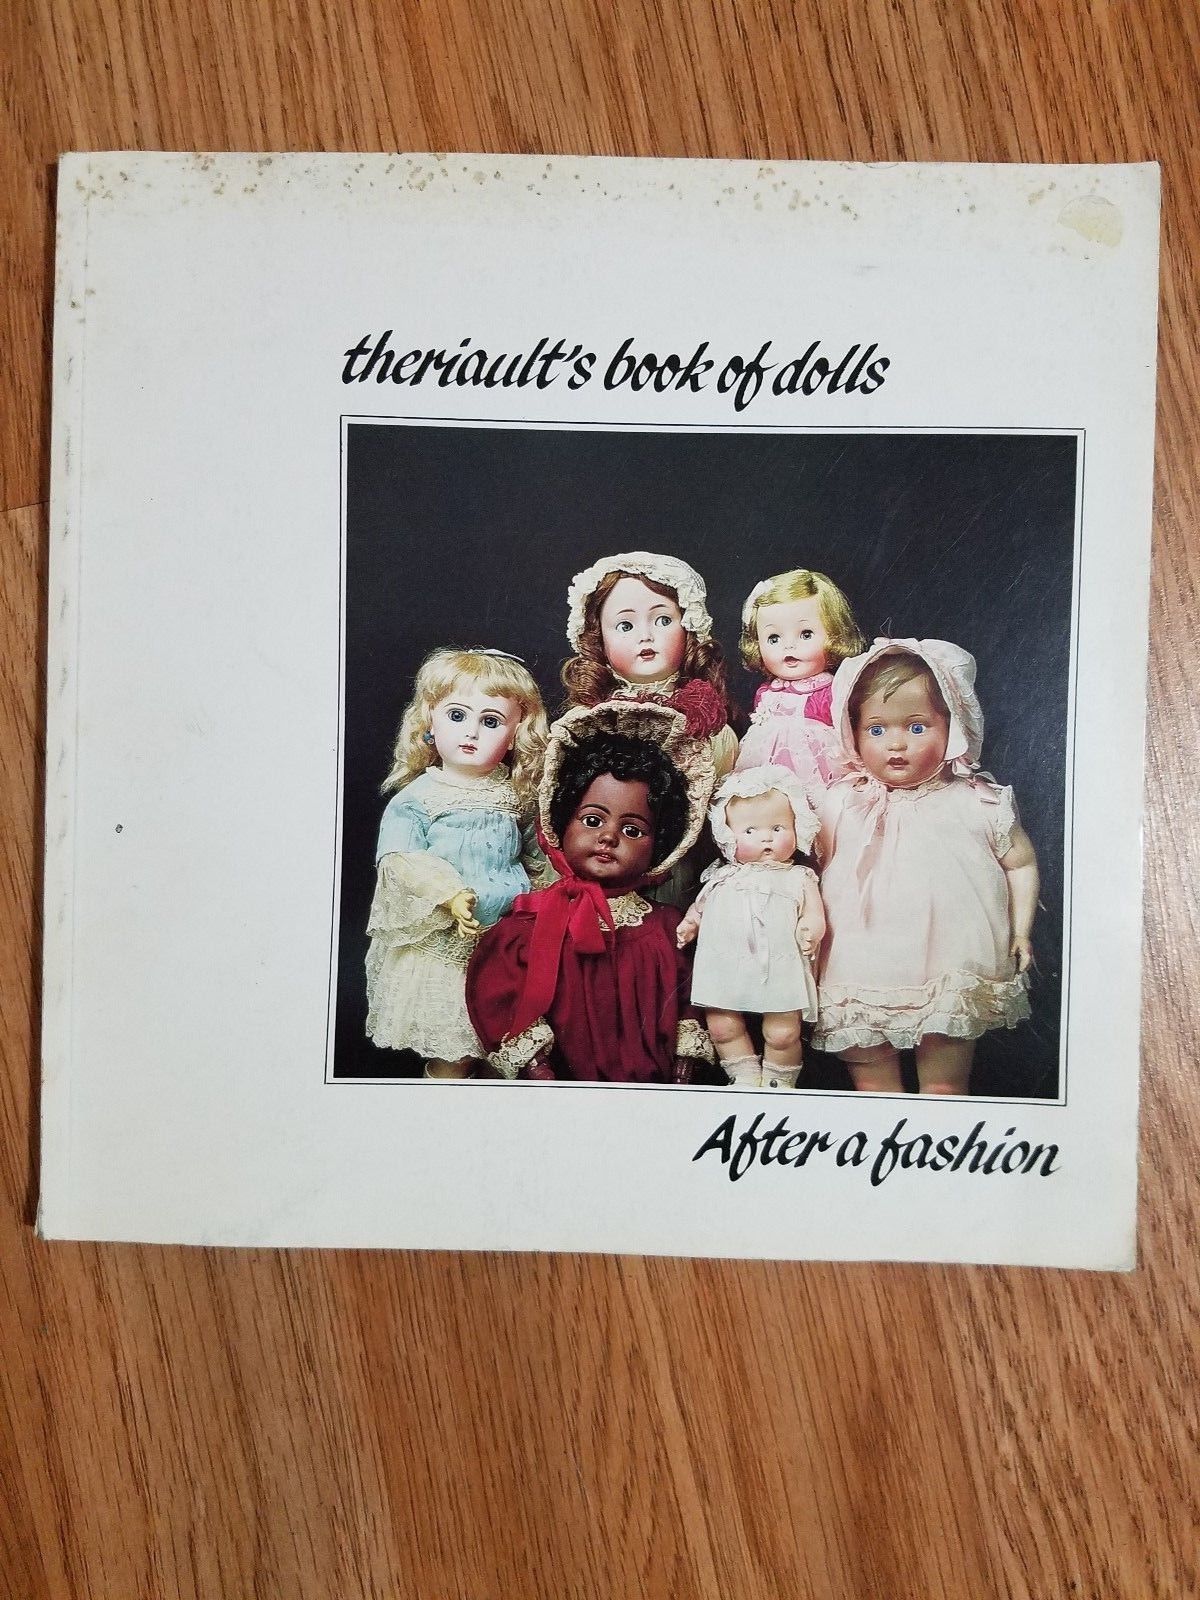 theriault's book of dolls
After a fashion